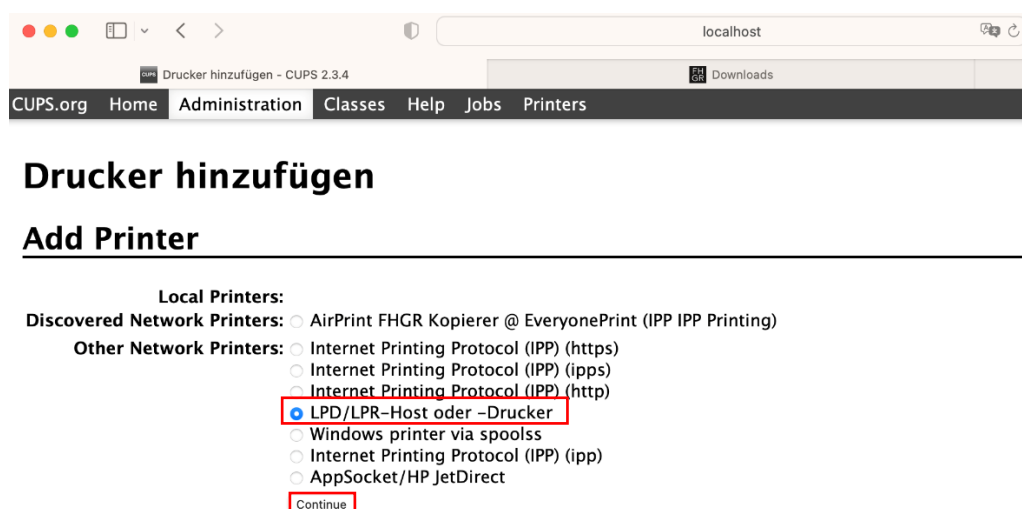 localhost
CUPS Drucker hinzufügen - CUPS 2.3.4
FH GR Downloads
CUPS.org Home Administration Classes Help Jobs Printers
Drucker hinzufügen
Add Printer
Local Printers:
Discovered Network Printers: AirPrint FHGR Kopierer @ EveryonePrint (IPP IPP Printing)
Other Network Printers: Internet Printing Protocol (IPP) (https)
Internet Printing Protocol (IPP) (ipps)
Internet Printing Protocol (IPP) (http)
LPD/LPR-Host oder -Drucker
Windows printer via spoolss
Internet Printing Protocol (IPP) (ipp)
AppSocket/HP JetDirect
Continue